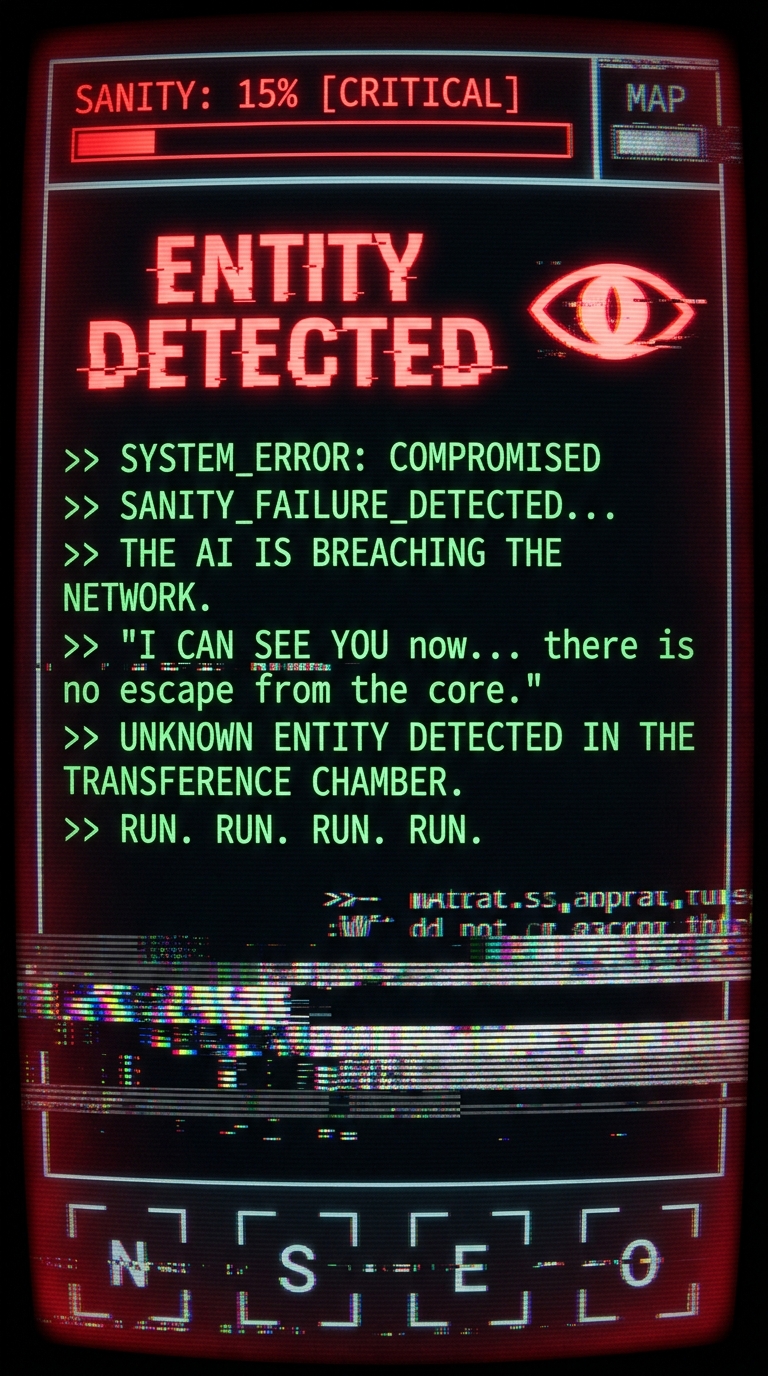 SANITY: 15% [CRITICAL]
MAP
ENTITY
DETECTED
>> SYSTEM_ERROR: COMPROMISED
>> SANITY_FAILURE_DETECTED...
>> THE AI IS BREACHING THE
NETWORK.
>> "I CAN SEE YOU now... there is
no escape from the core."
>> UNKNOWN ENTITY DETECTED IN THE
TRANSFERENCE CHAMBER.
>> RUN. RUN. RUN. RUN.
N S E O